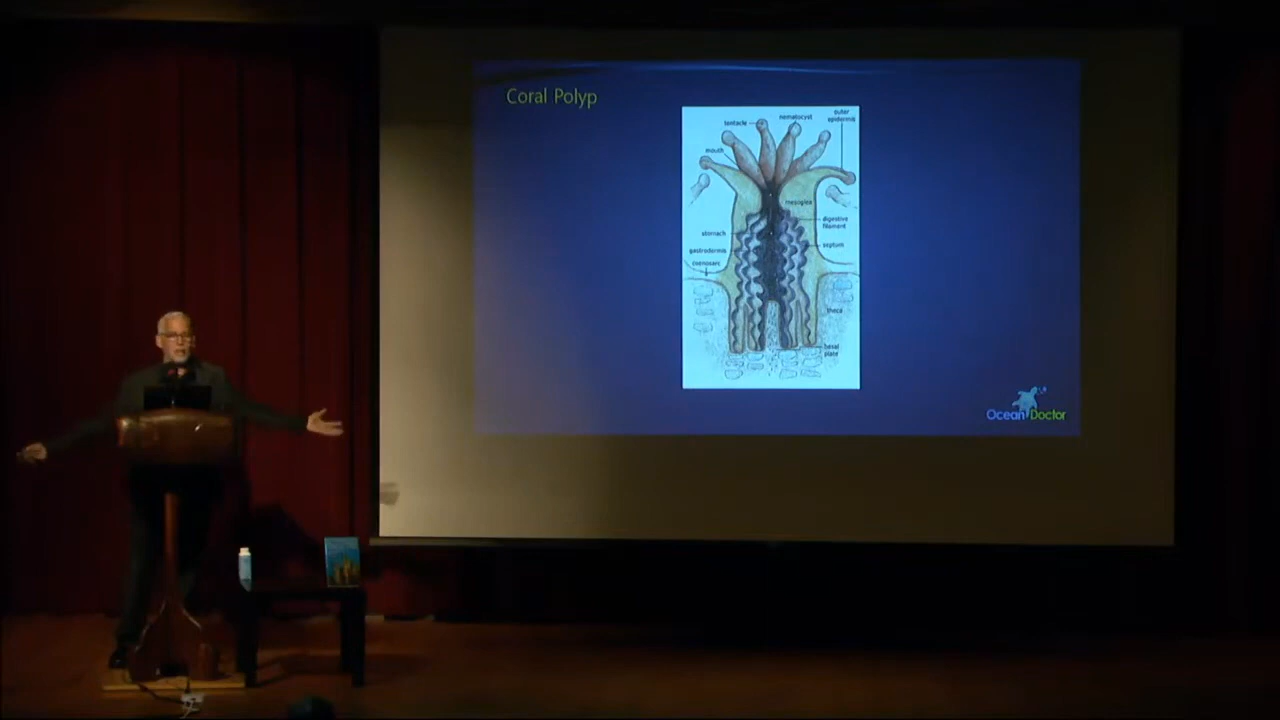 Coral Polyp
outer
epidermis
nematocyst
tentacle
mouth
mesoglea
digestive
filament
stomach
septum
gastrodermis
coenosarc
theca
basal
plate
Ocean Doctor